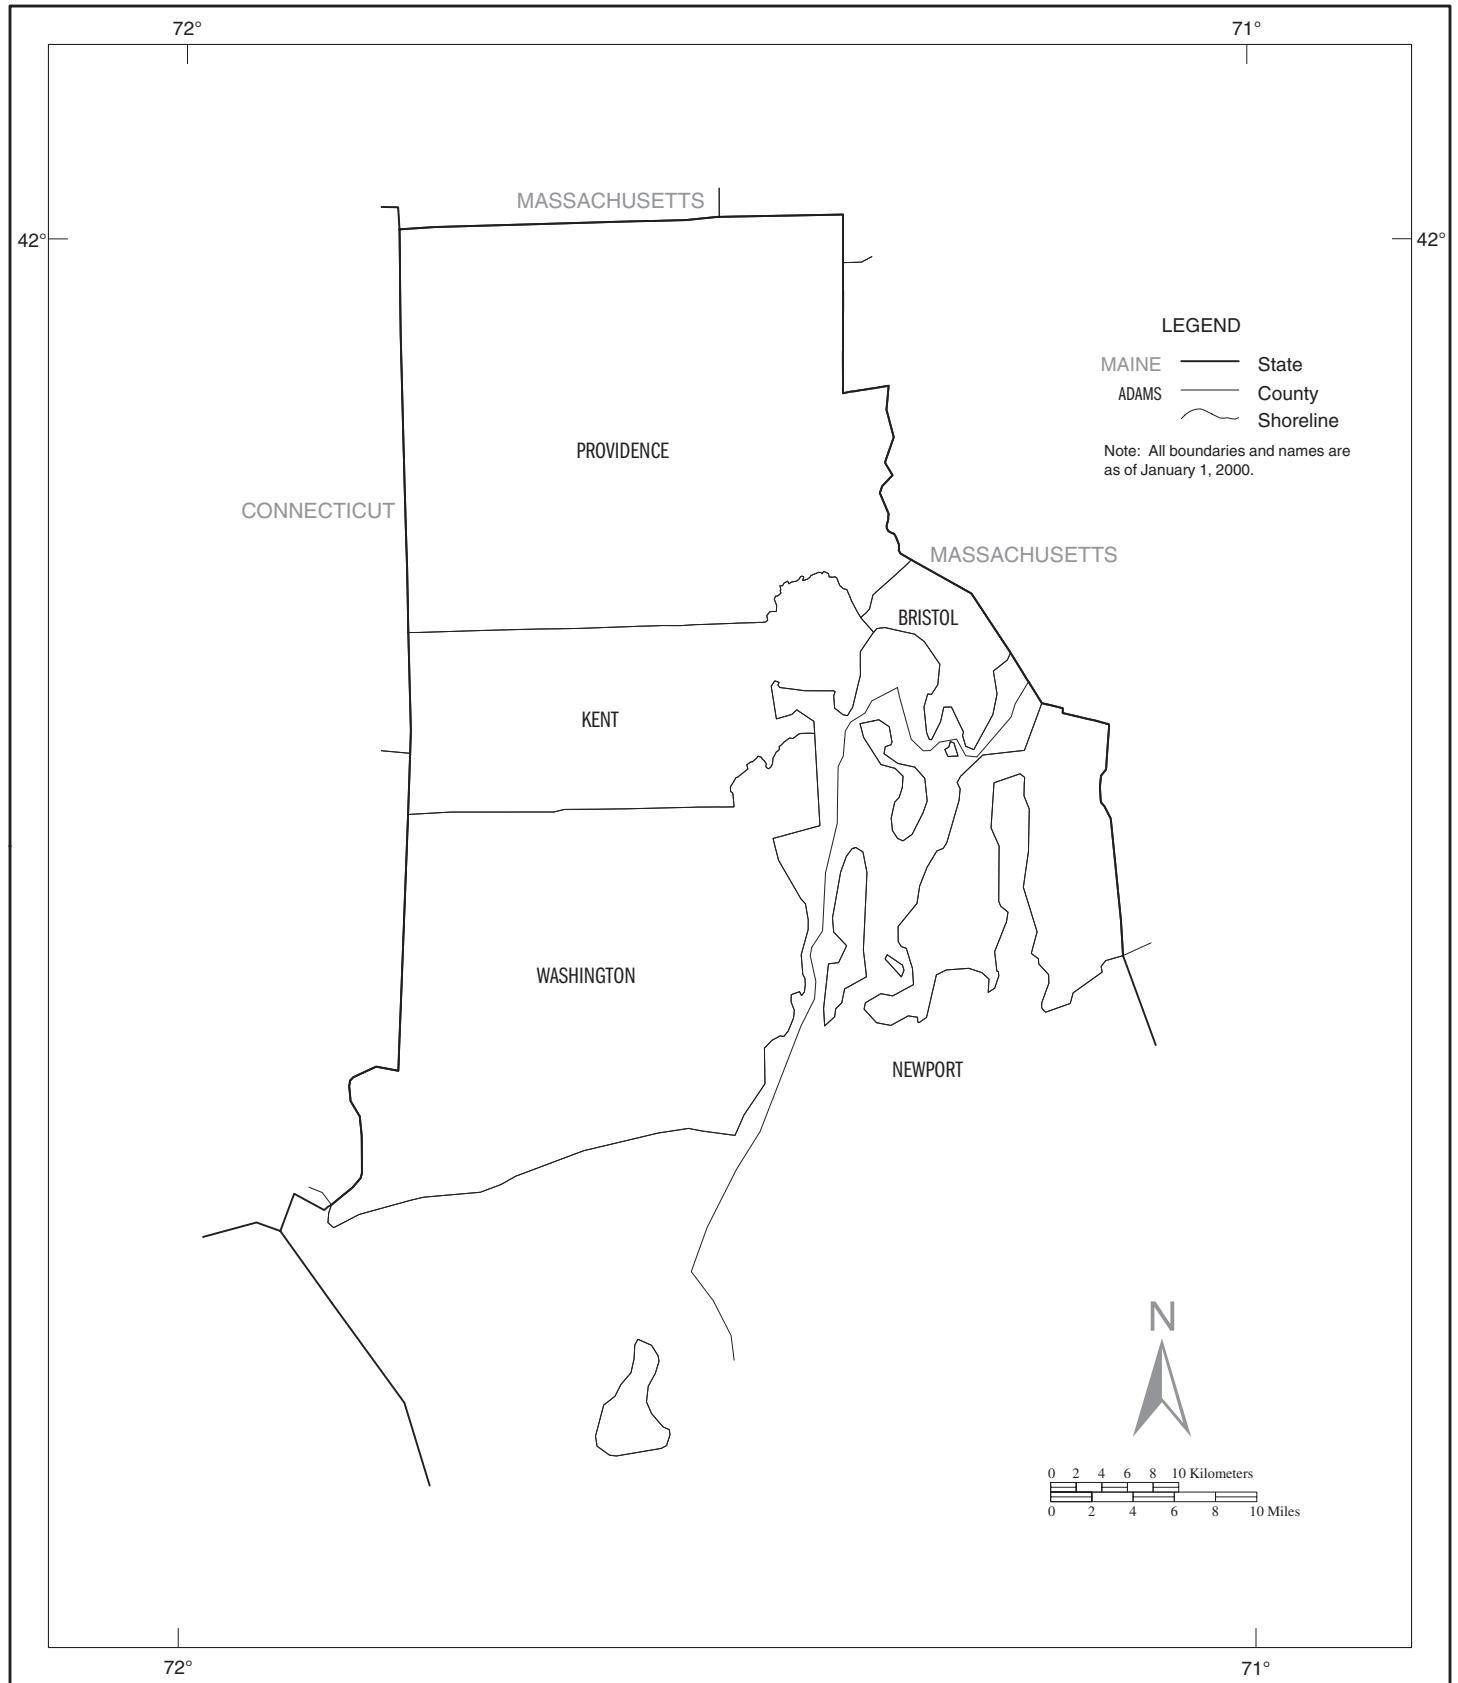 72°
71°
MASSACHUSETTS
42°
42°
LEGEND
MAINE State
ADAMS County
Shoreline
Note: All boundaries and names are
as of January 1, 2000.
PROVIDENCE
CONNECTICUT
MASSACHUSETTS
BRISTOL
KENT
WASHINGTON
NEWPORT
N
0 2 4 6 8 10 Kilometers
0 2 4 6 8 10 Miles
72°
71°